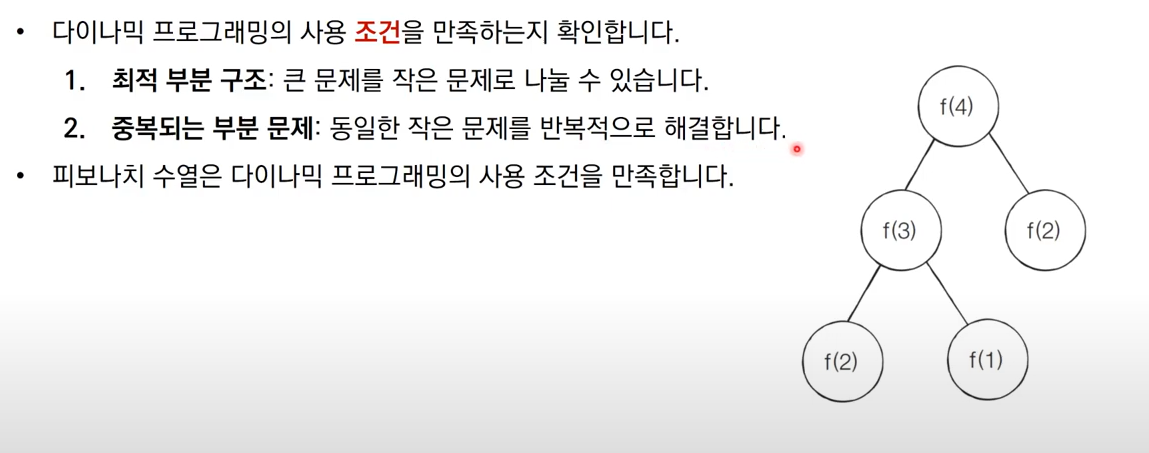 • 다이나믹 프로그래밍의 사용 조건을 만족하는지 확인합니다.
1. 최적 부분 구조: 큰 문제를 작은 문제로 나눌 수 있습니다.
2. 중복되는 부분 문제: 동일한 작은 문제를 반복적으로 해결합니다.
• 피보나치 수열은 다이나믹 프로그래밍의 사용 조건을 만족합니다.
f(4)
f(3)
f(2)
f(2)
f(1)